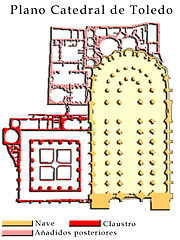 Plano Catedral de Toledo
Nave
Claustro
Añadidos posteriores